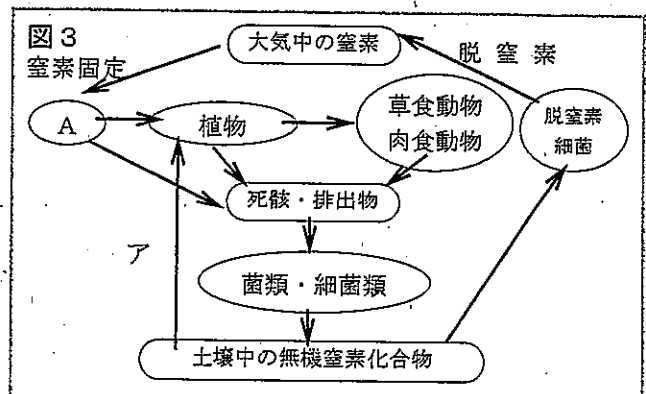 図3
大気中の窒素
脱窒素
窒素固定
A
植物
草食動物
肉食動物
脱窒素
細菌
死骸・排出物
ア
菌類・細菌類
土壌中の無機窒素化合物